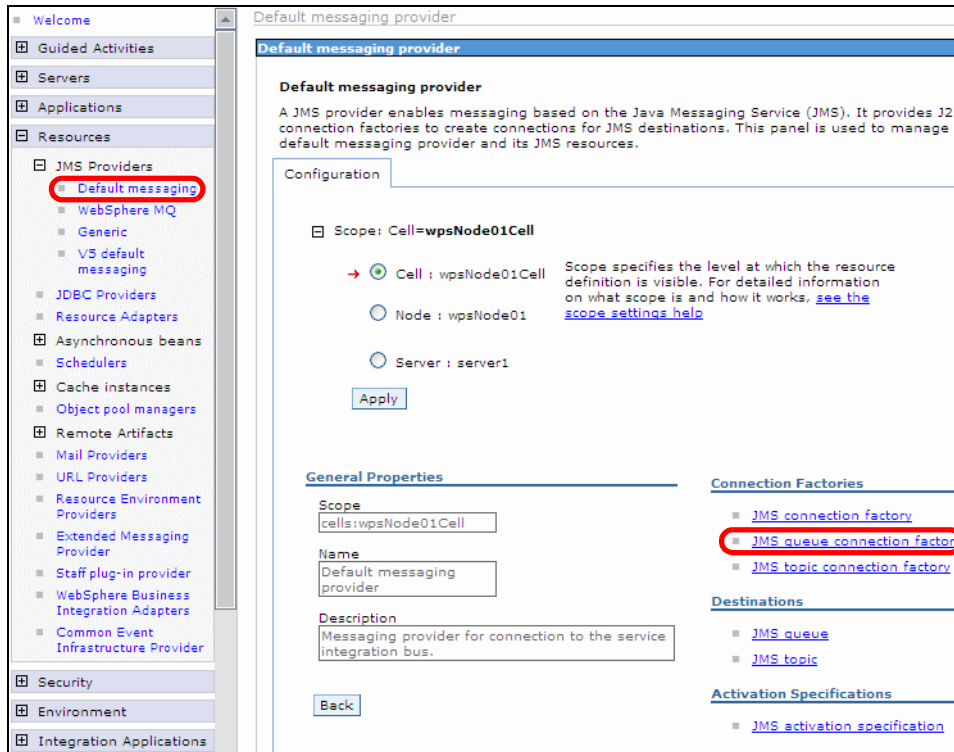 Welcome
Guided Activities
Servers
Applications
Resources
JMS Providers
Default messaging
WebSphere MQ
Generic
V5 default
messaging
JDBC Providers
Resource Adapters
Asynchronous beans
Schedulers
Cache instances
Object pool managers
Remote Artifacts
Mail Providers
URL Providers
Resource Environment
Providers
Extended Messaging
Provider
Staff plug-in provider
WebSphere Business
Integration Adapters
Common Event
Infrastructure Provider
Security
Environment
Integration Applications
Default messaging provider
Default messaging provider
Default messaging provider
A JMS provider enables messaging based on the Java Messaging Service (JMS). It provides J2
connection factories to create connections for JMS destinations. This panel is used to manage
default messaging provider and its JMS resources.
Configuration
Scope: Cell=wpsNode01Cell
Cell : wpsNode01Cell
Node : wpsNode01
Server : server1
Scope specifies the level at which the resource
definition is visible. For detailed information
on what scope is and how it works, see the
scope settings help
Apply
General Properties
Scope
cells:wpsNode01Cell
Name
Default messaging
provider
Description
Messaging provider for connection to the service
integration bus.
Back
Connection Factories
JMS connection factory
JMS queue connection factor
JMS topic connection factory
Destinations
JMS queue
JMS topic
Activation Specifications
JMS activation specification